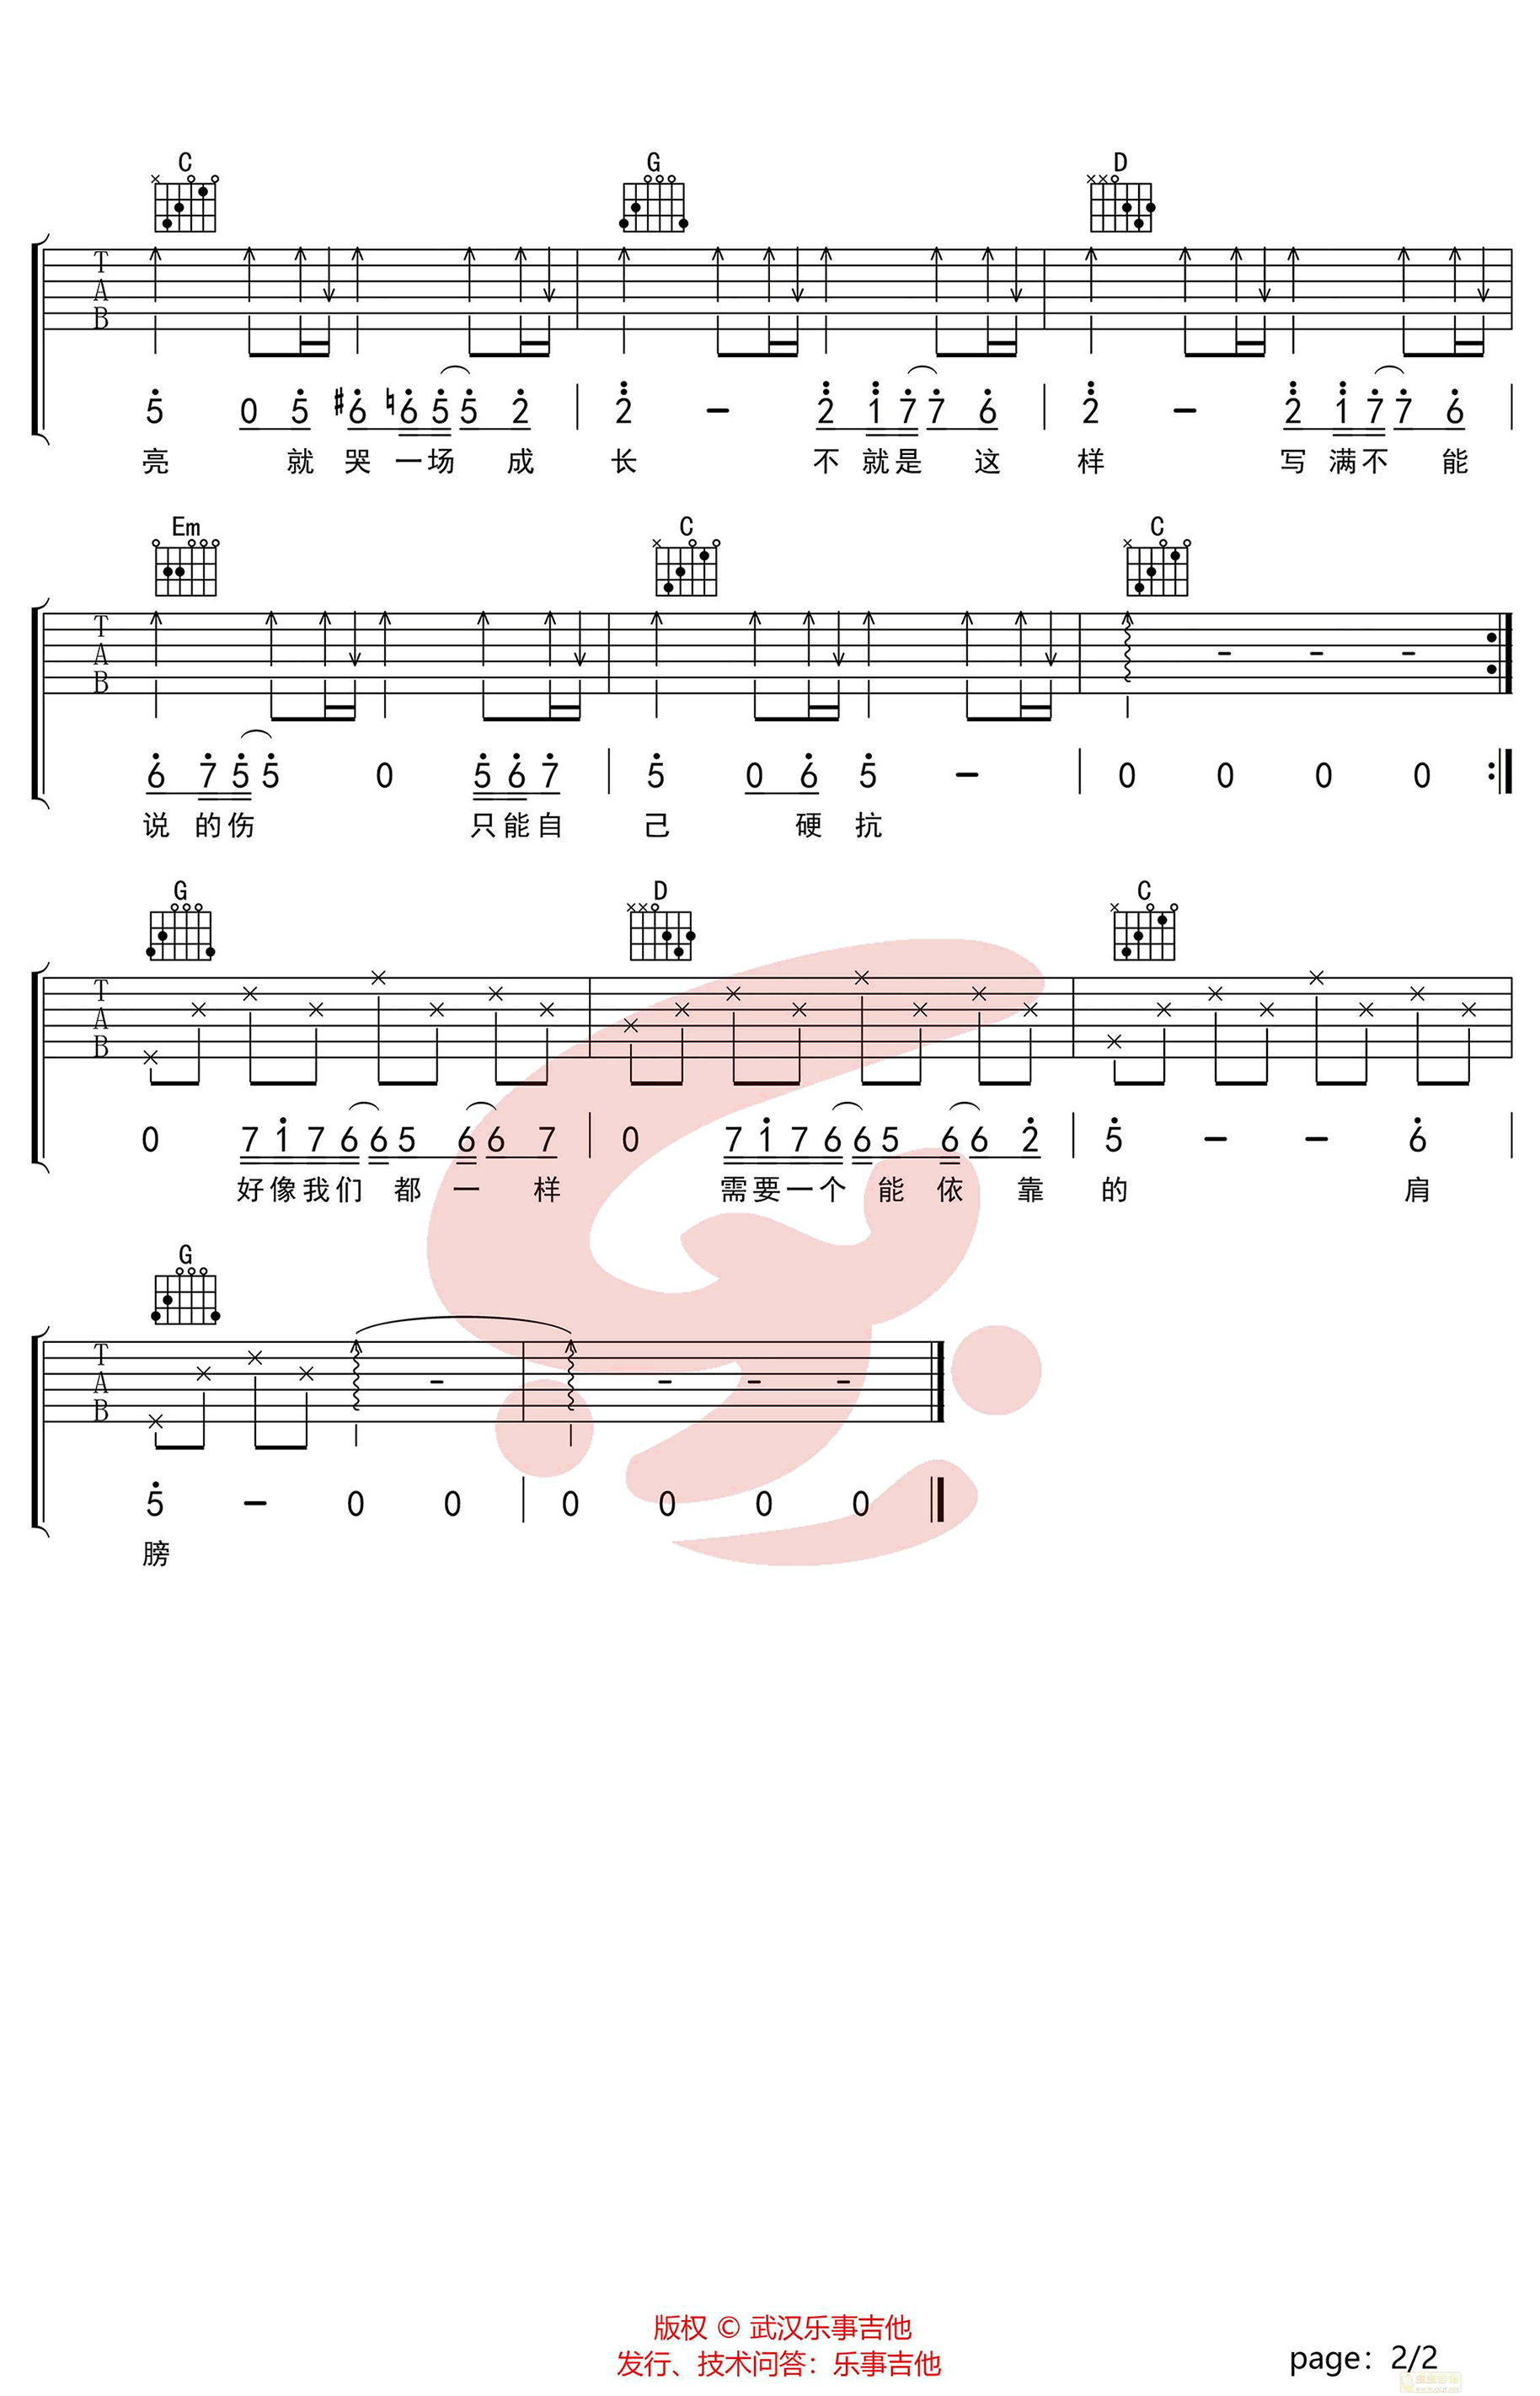 C G D
T
A
B
5 0 5 #6 ♮6 5 5 2 2 - 2 1 7 7 6 2 - 2 1 7 7 6
亮 就 哭 一 场 成 长 不 就 是 这 样 写 满 不 能
Em C C
T
A
B
6 7 5 5 0 5 6 7 5 0 6 5 - 0 0 0 0
说 的 伤 只 能 自 己 硬 抗
G D C
T
A
B
0 7 1 7 6 6 5 6 6 7 0 7 1 7 6 6 5 6 6 2 5 - - 6
好 像 我 们 都 一 样 需 要 一 个 能 依 靠 的 肩
G
T
A
B
5 - 0 0 0 0 0 0
膀
版权 © 武汉乐事吉他
发行、技术问答：乐事吉他
page：2/2